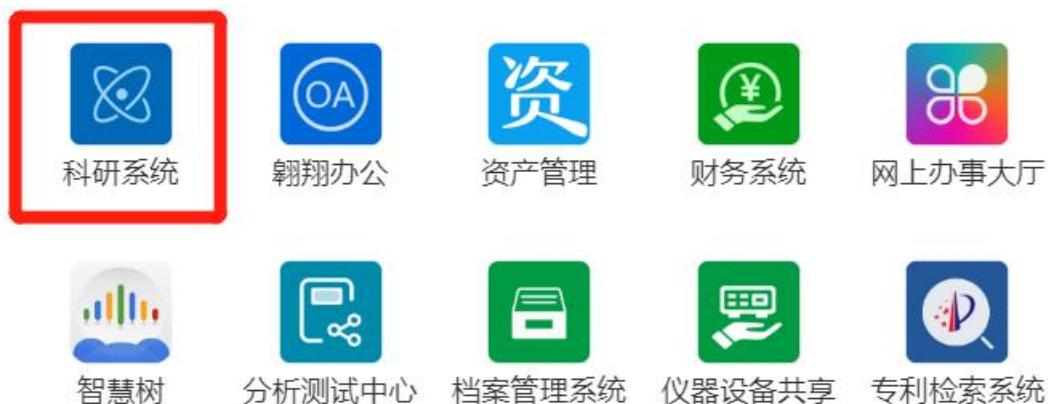 OA
资
¥
科研系统 翱翔办公 资产管理 财务系统 网上办事大厅
智慧树 分析测试中心 档案管理系统 仪器设备共享 专利检索系统